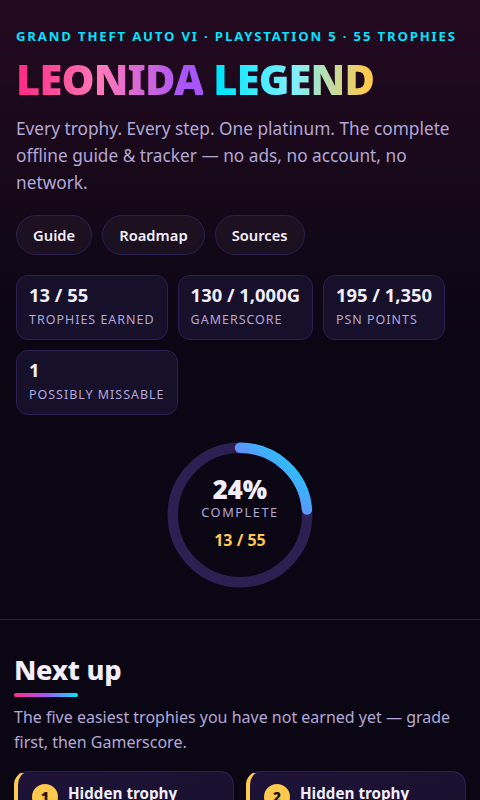 GRAND THEFT AUTO VI · PLAYSTATION 5 · 55 TROPHIES
LEONIDA LEGEND
Every trophy. Every step. One platinum. The complete
offline guide & tracker — no ads, no account, no
network.
Guide
Roadmap
Sources
13 / 55
TROPHIES EARNED
130 / 1,000G
GAMERSCORE
195 / 1,350
PSN POINTS
1
POSSIBLY MISSABLE
24%
COMPLETE
13 / 55
Next up
The five easiest trophies you have not earned yet — grade
first, then Gamerscore.
1 Hidden trophy
2 Hidden trophy